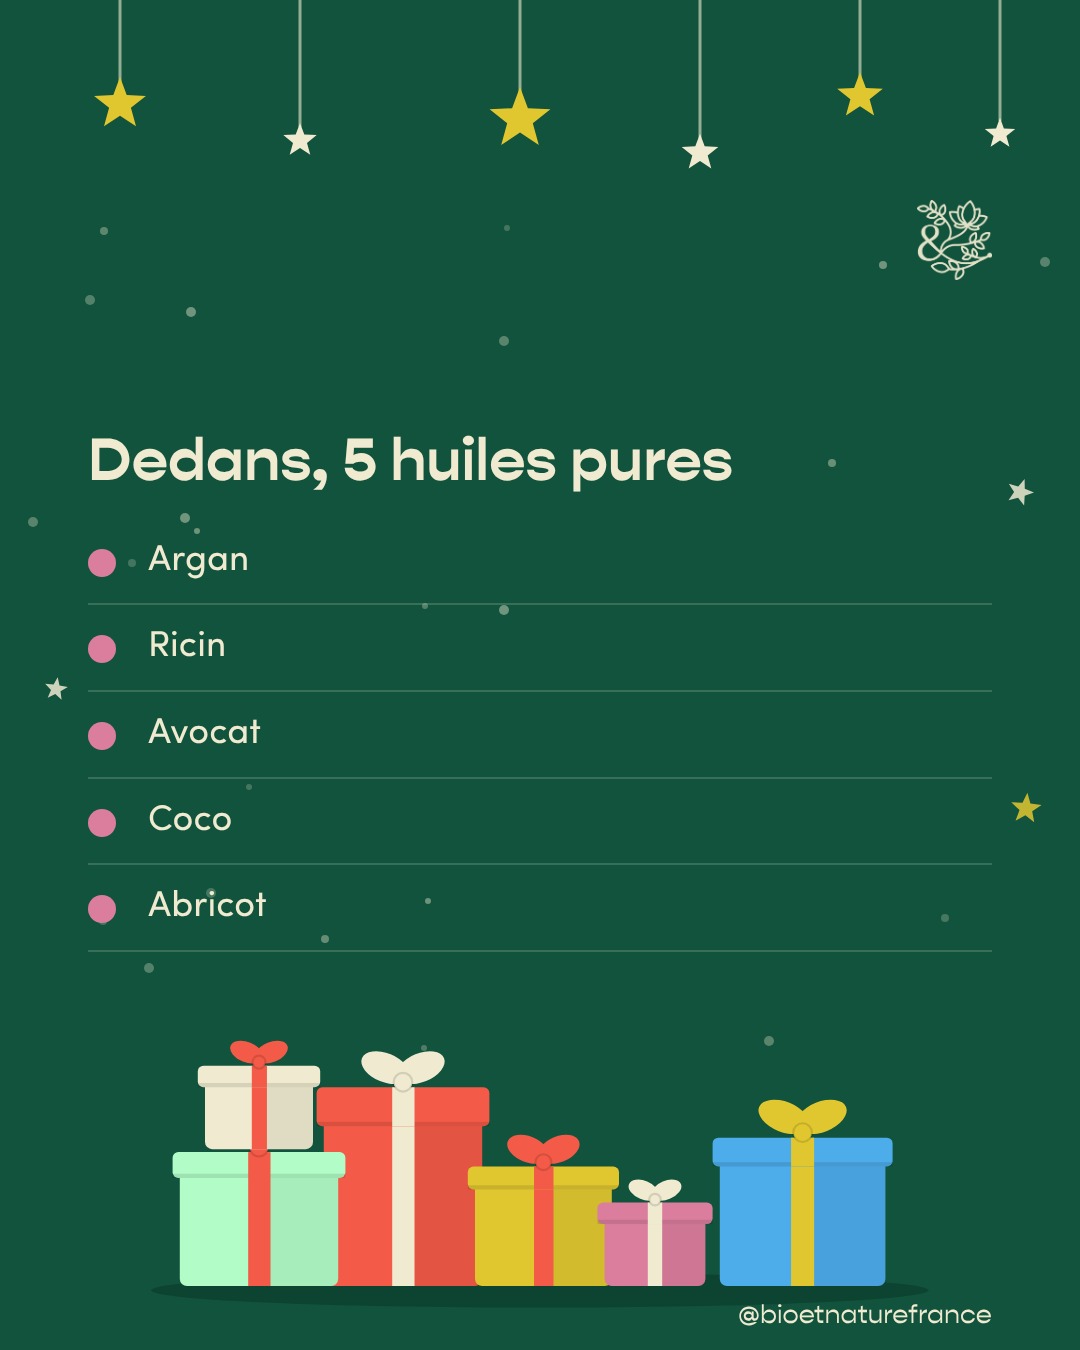 &
Dedans, 5 huiles pures
Argan
Ricin
Avocat
Coco
Abricot
@bioetnaturefrance